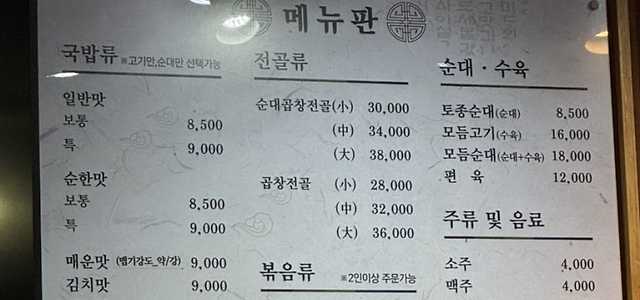 메뉴판
국밥류 ※고기만,순대만 선택가능
일반맛
보통 8,500
특 9,000
순한맛
보통 8,500
특 9,000
매운맛 (맵기강도_약/강) 9,000
김치맛 9,000
전골류
순대곱창전골 (小) 30,000
(中) 34,000
(大) 38,000
곱창전골 (小) 28,000
(中) 32,000
(大) 36,000
볶음류 ※2인이상 주문가능
순대 · 수육
토종순대(순대) 8,500
모듬고기(수육) 16,000
모듬순대(순대+수육) 18,000
편 육 12,000
주류 및 음료
소주 4,000
맥주 4,000